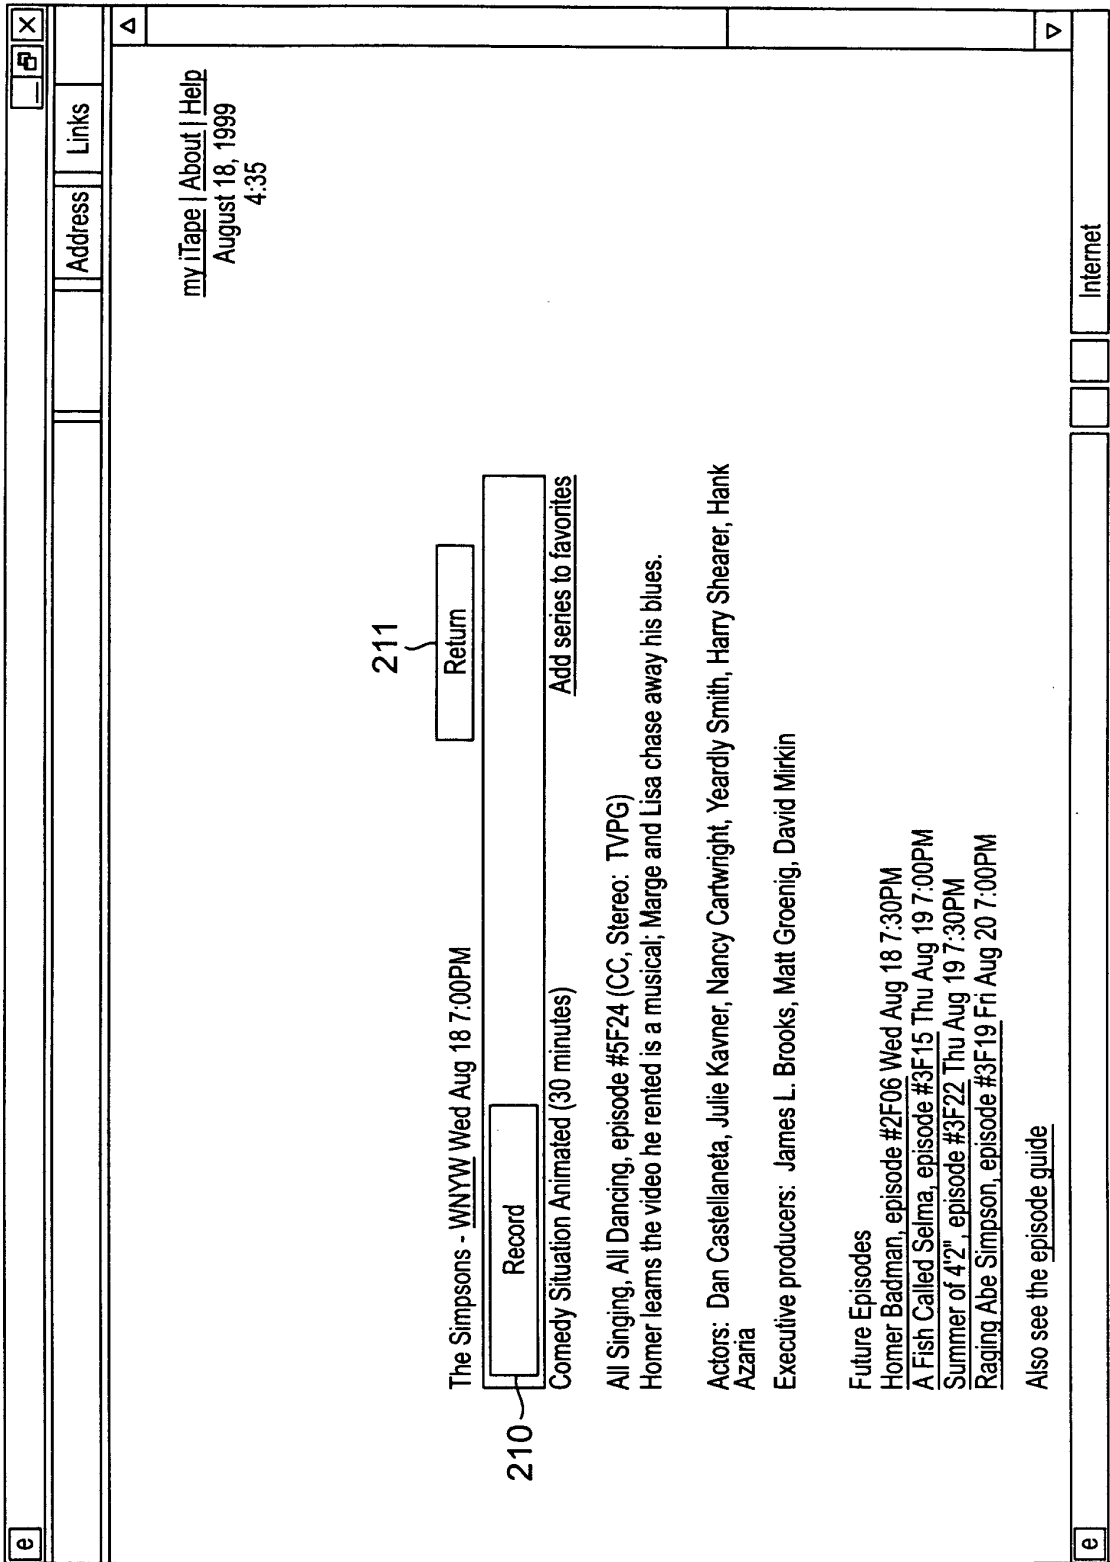 e
Address Links
my iTape | About | Help
August 18, 1999
4:35
211
The Simpsons - WNYW Wed Aug 18 7:00PM
Return
210
Record
Comedy Situation Animated (30 minutes)
Add series to favorites
All Singing, All Dancing, episode #5F24 (CC, Stereo: TVPG)
Homer learns the video he rented is a musical; Marge and Lisa chase away his blues.
Actors: Dan Castellaneta, Julie Kavner, Nancy Cartwright, Yeardly Smith, Harry Shearer, Hank
Azaria
Executive producers: James L. Brooks, Matt Groenig, David Mirkin
Future Episodes
Homer Badman, episode #2F06 Wed Aug 18 7:30PM
A Fish Called Selma, episode #3F15 Thu Aug 19 7:00PM
Summer of 4'2", episode #3F22 Thu Aug 19 7:30PM
Raging Abe Simpson, episode #3F19 Fri Aug 20 7:00PM
Also see the episode guide
e
Internet